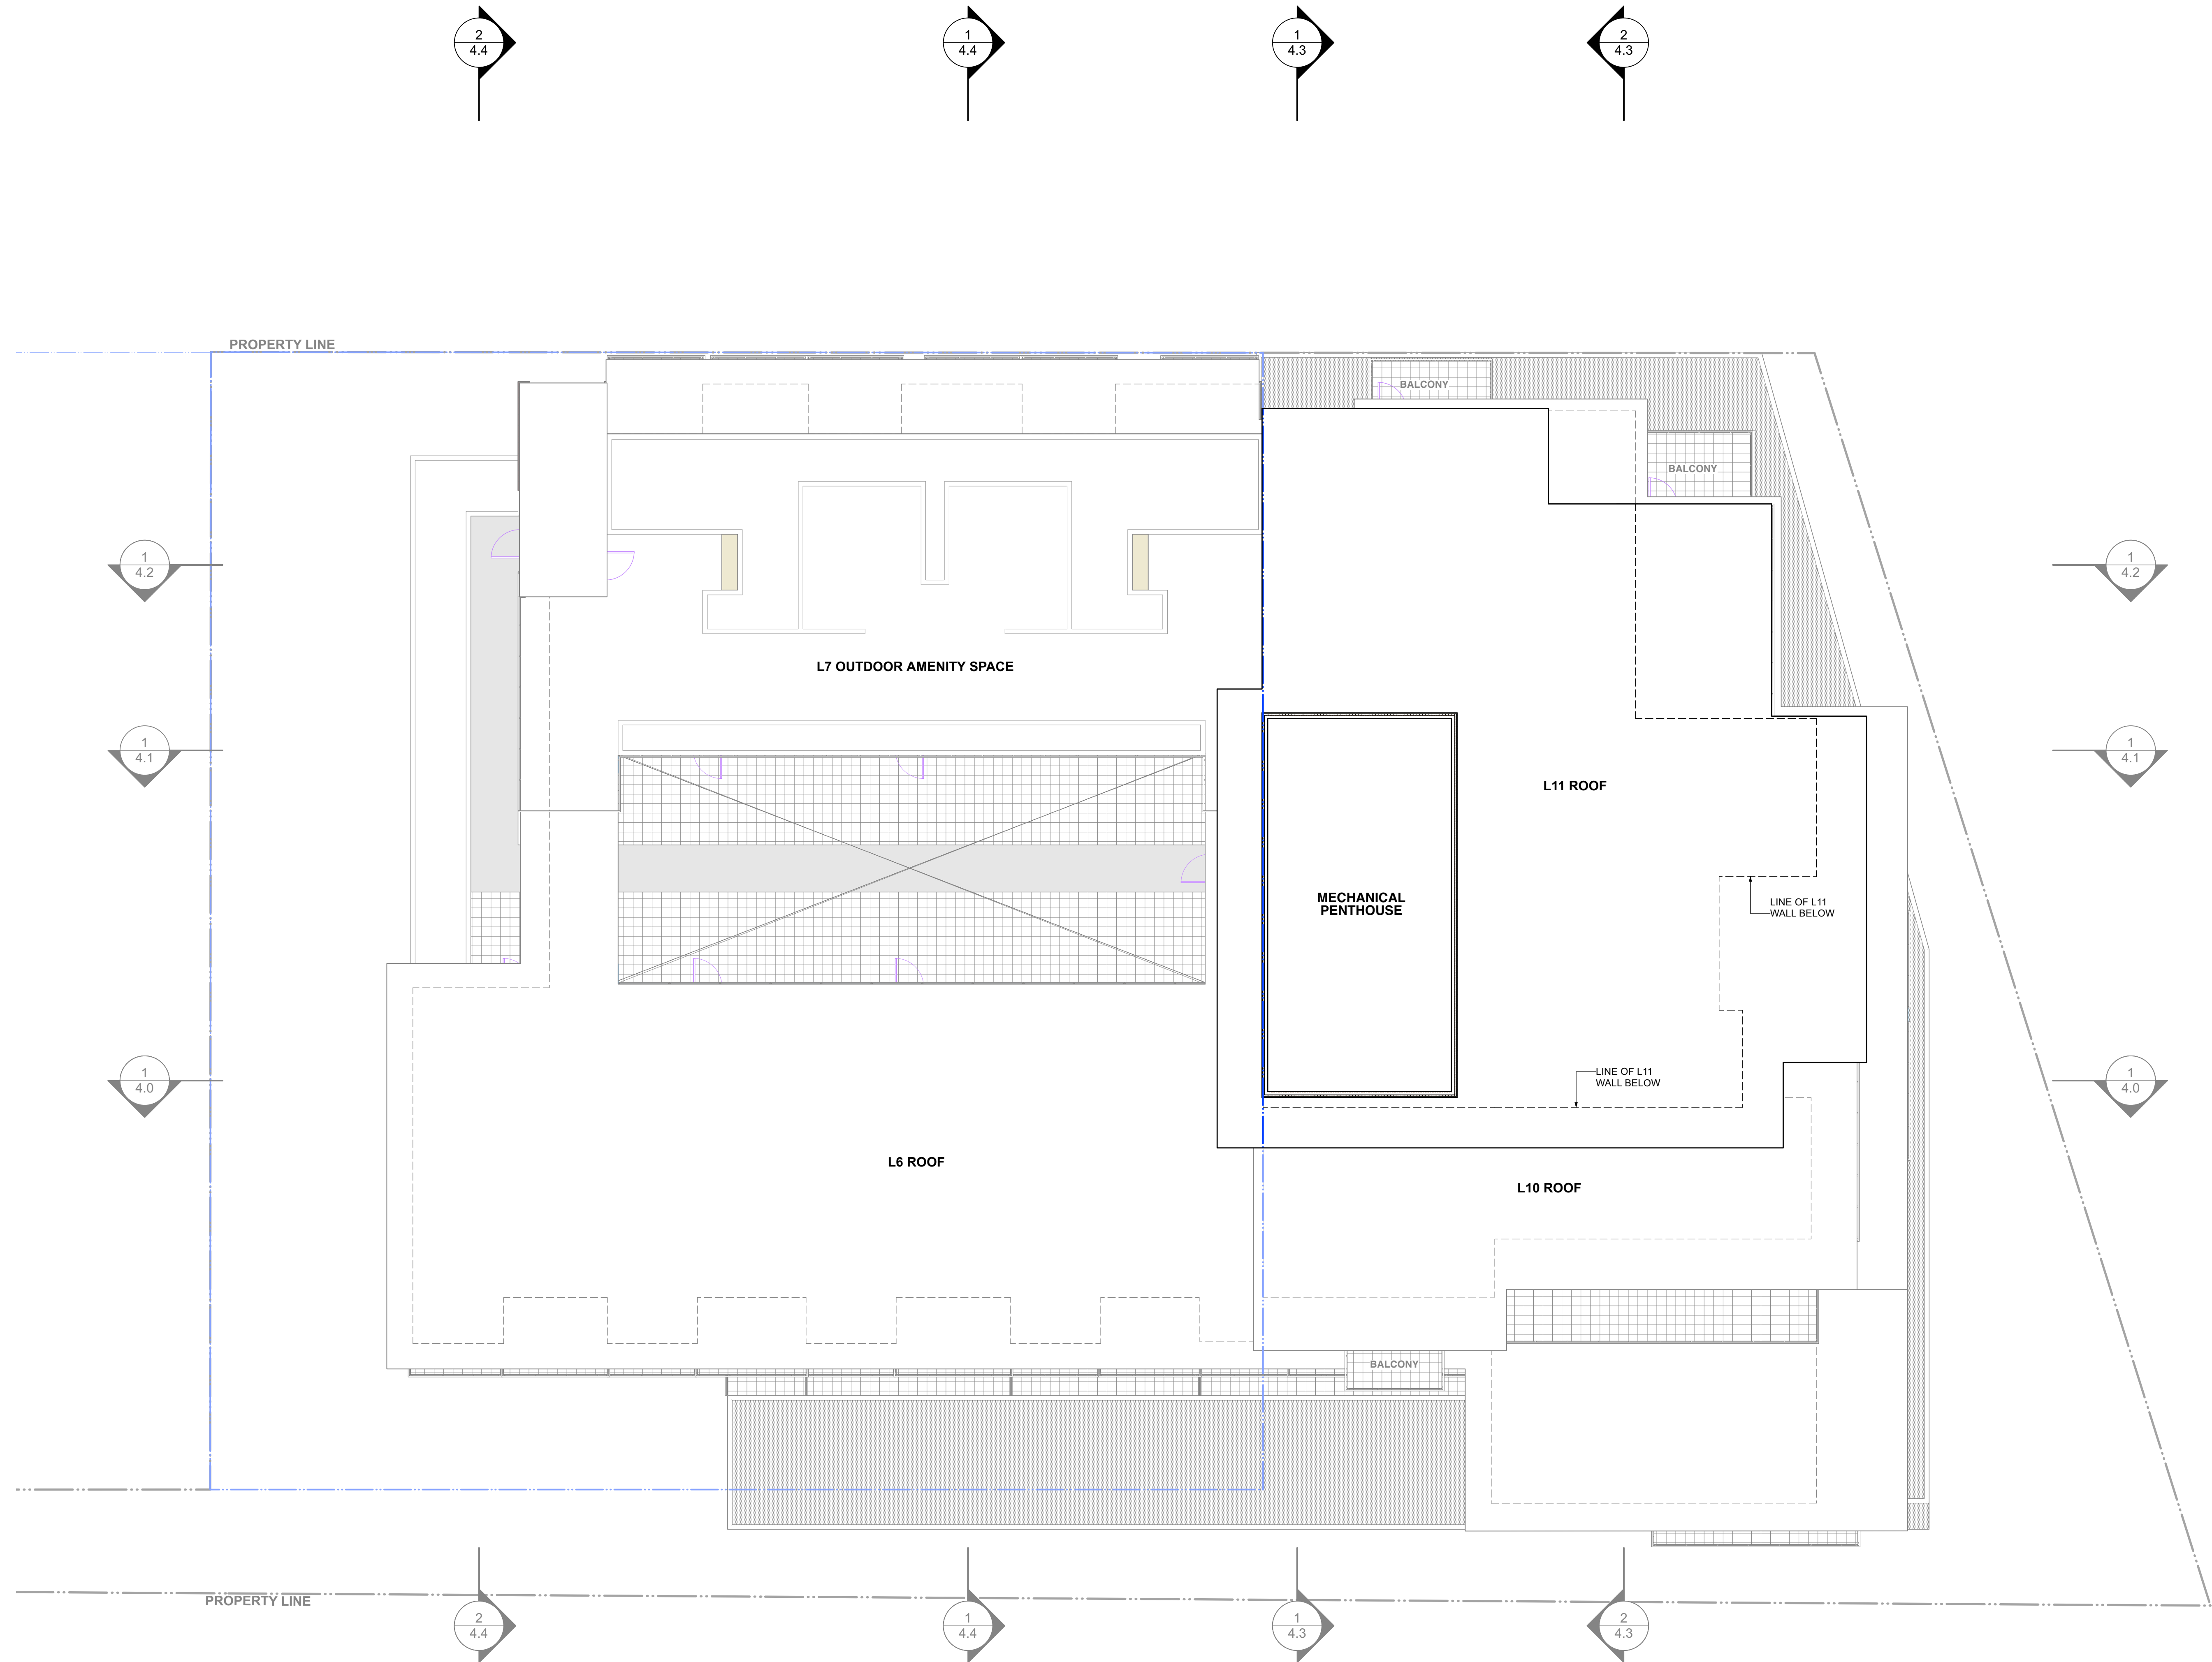 2
4.4
1
4.4
1
4.3
2
4.3
PROPERTY LINE
BALCONY
BALCONY
1
4.2
1
4.2
L7 OUTDOOR AMENITY SPACE
1
4.1
1
4.1
L11 ROOF
MECHANICAL
PENTHOUSE
LINE OF L11
WALL BELOW
1
4.0
LINE OF L11
WALL BELOW
1
4.0
L6 ROOF
L10 ROOF
BALCONY
PROPERTY LINE
2
4.4
1
4.4
1
4.3
2
4.3